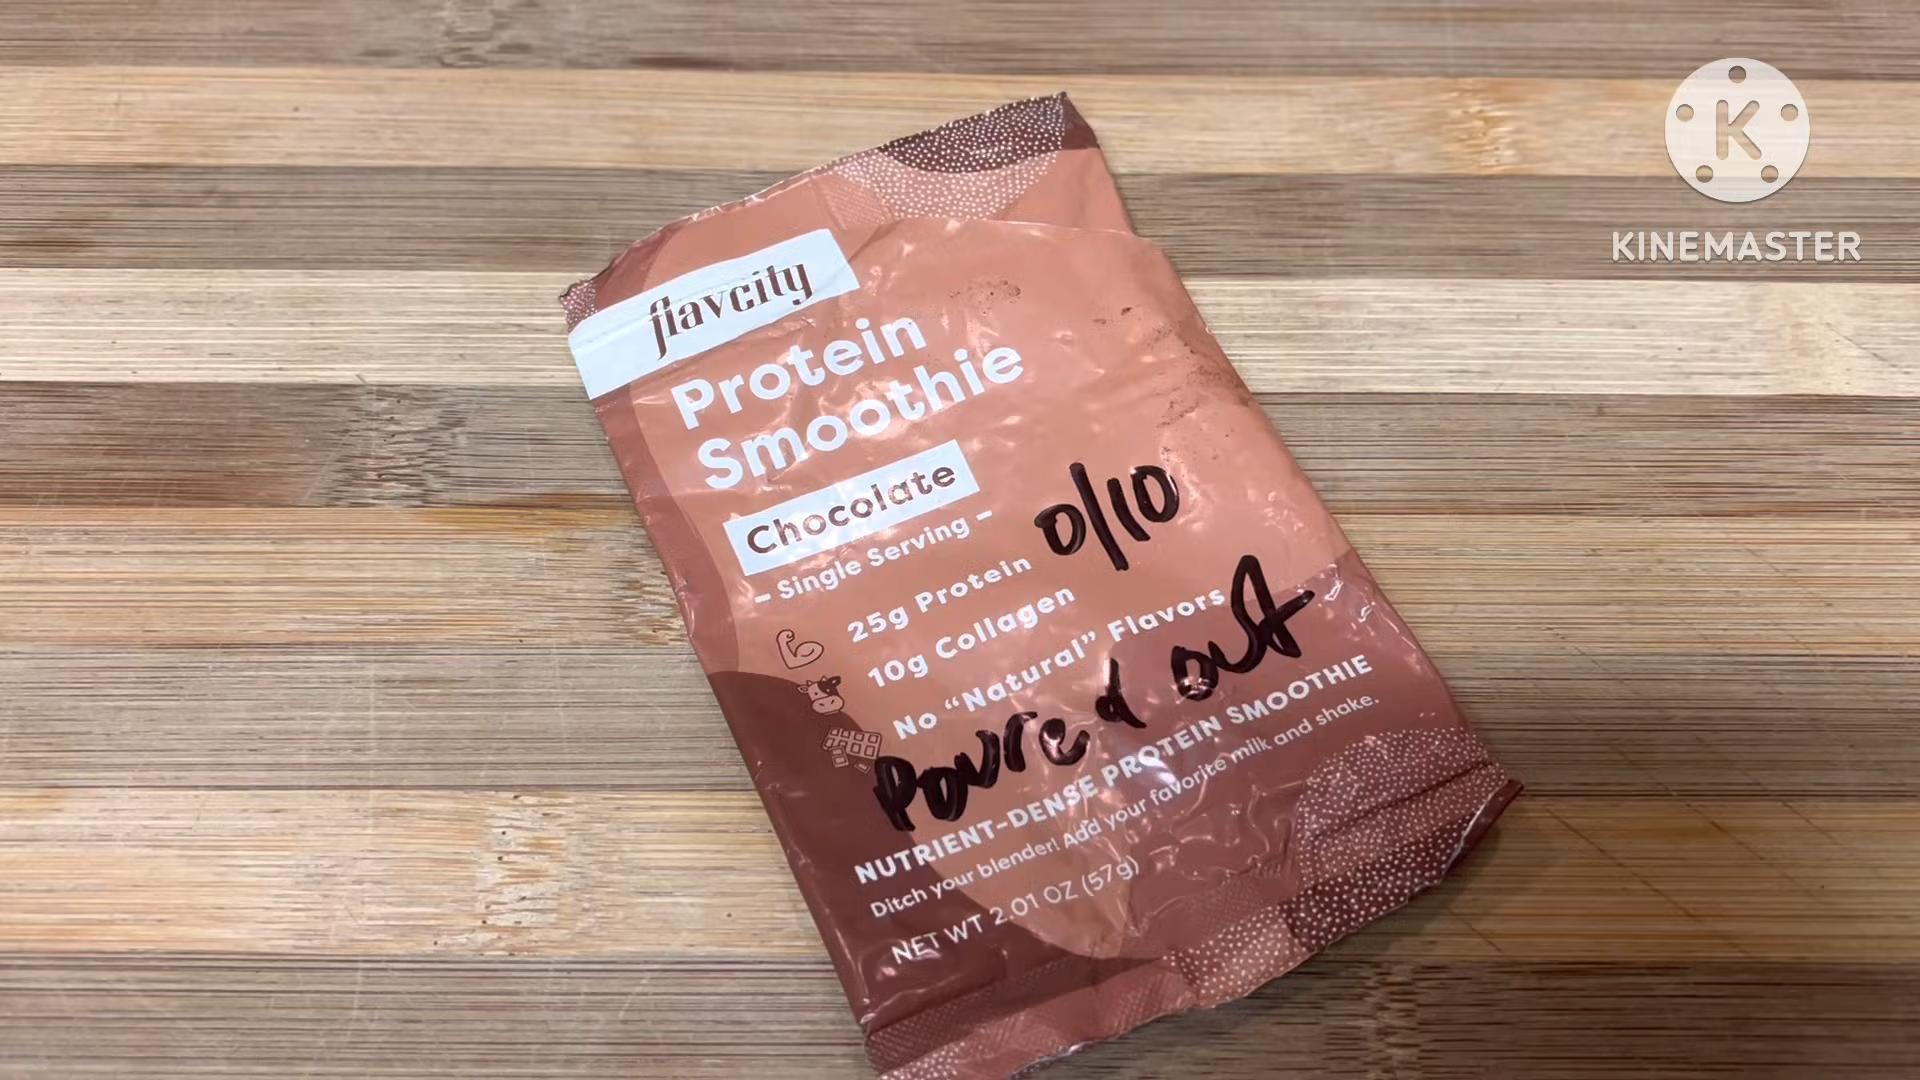 flavcity
Protein
Smoothie
Chocolate
- Single Serving -
0/10
25g Protein
10g Collagen
No “Natural” Flavors
Poured out
NUTRIENT-DENSE PROTEIN SMOOTHIE
Ditch your blender! Add your favorite milk and shake.
NET WT 2.01 OZ (57g)
K
KINEMASTER